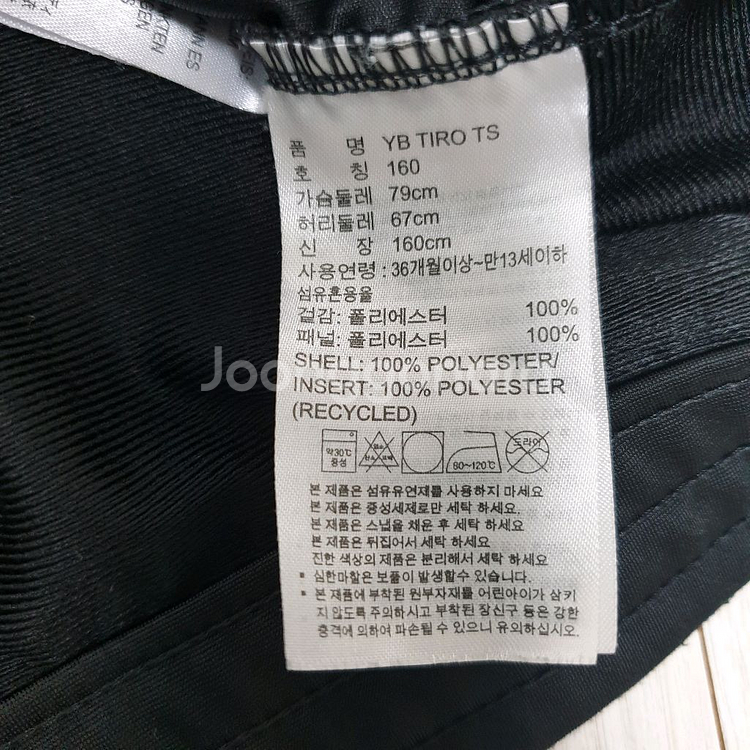 KTEN
품 명 YB TIRO TS
호 칭 160
가슴둘레 79cm
허리둘레 67cm
신 장 160cm
사용연령 : 36개월이상~만13세이하
섬유혼용율
겉감: 폴리에스터 100%
패널: 폴리에스터 100%
SHELL: 100% POLYESTER/
INSERT: 100% POLYESTER
(RECYCLED)
약30℃
중성
80~120℃
드라이
본 제품은 섬유유연재를 사용하지 마세요
본 제품은 중성세제로만 세탁 하세요.
본 제품은 스냅을 채운 후 세탁 하세요
본 제품은 뒤집어서 세탁 하세요
진한 색상의 제품은 분리해서 세탁 하세요
▪ 심한마찰은 보풀이 발생할수 있습니다.
▪ 본 제품에 부착된 원부자재를 어린아이가 삼키
지 않도록 주의하시고 부착된 장신구 등은 강한
충격에 의하여 파손될 수 있으니 유의하십시오.